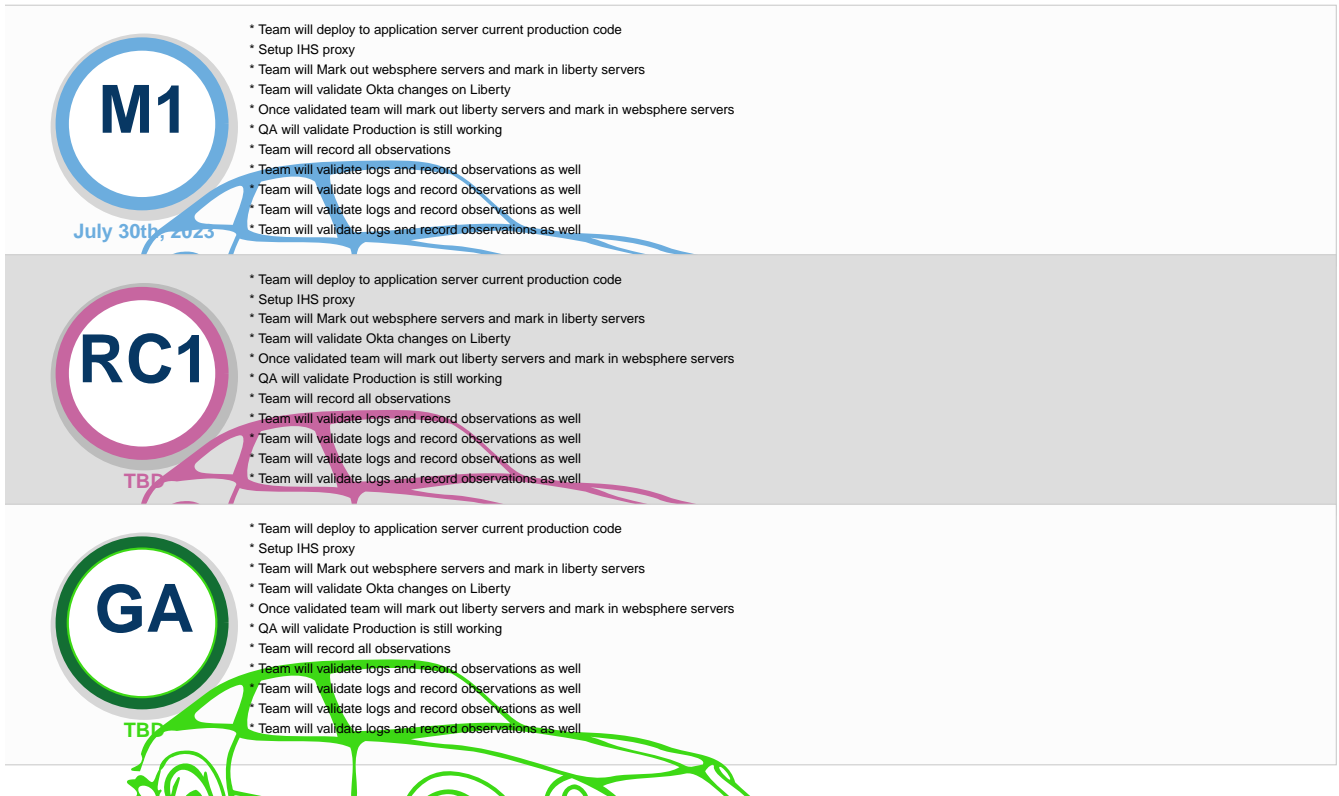 M1
July 30th, 2023
* Team will deploy to application server current production code
* Setup IHS proxy
* Team will Mark out websphere servers and mark in liberty servers
* Team will validate Okta changes on Liberty
* Once validated team will mark out liberty servers and mark in websphere servers
* QA will validate Production is still working
* Team will record all observations
* Team will validate logs and record observations as well
* Team will validate logs and record observations as well
* Team will validate logs and record observations as well
* Team will validate logs and record observations as well
RC1
TBD
* Team will deploy to application server current production code
* Setup IHS proxy
* Team will Mark out websphere servers and mark in liberty servers
* Team will validate Okta changes on Liberty
* Once validated team will mark out liberty servers and mark in websphere servers
* QA will validate Production is still working
* Team will record all observations
* Team will validate logs and record observations as well
* Team will validate logs and record observations as well
* Team will validate logs and record observations as well
* Team will validate logs and record observations as well
GA
TBD
* Team will deploy to application server current production code
* Setup IHS proxy
* Team will Mark out websphere servers and mark in liberty servers
* Team will validate Okta changes on Liberty
* Once validated team will mark out liberty servers and mark in websphere servers
* QA will validate Production is still working
* Team will record all observations
* Team will validate logs and record observations as well
* Team will validate logs and record observations as well
* Team will validate logs and record observations as well
* Team will validate logs and record observations as well